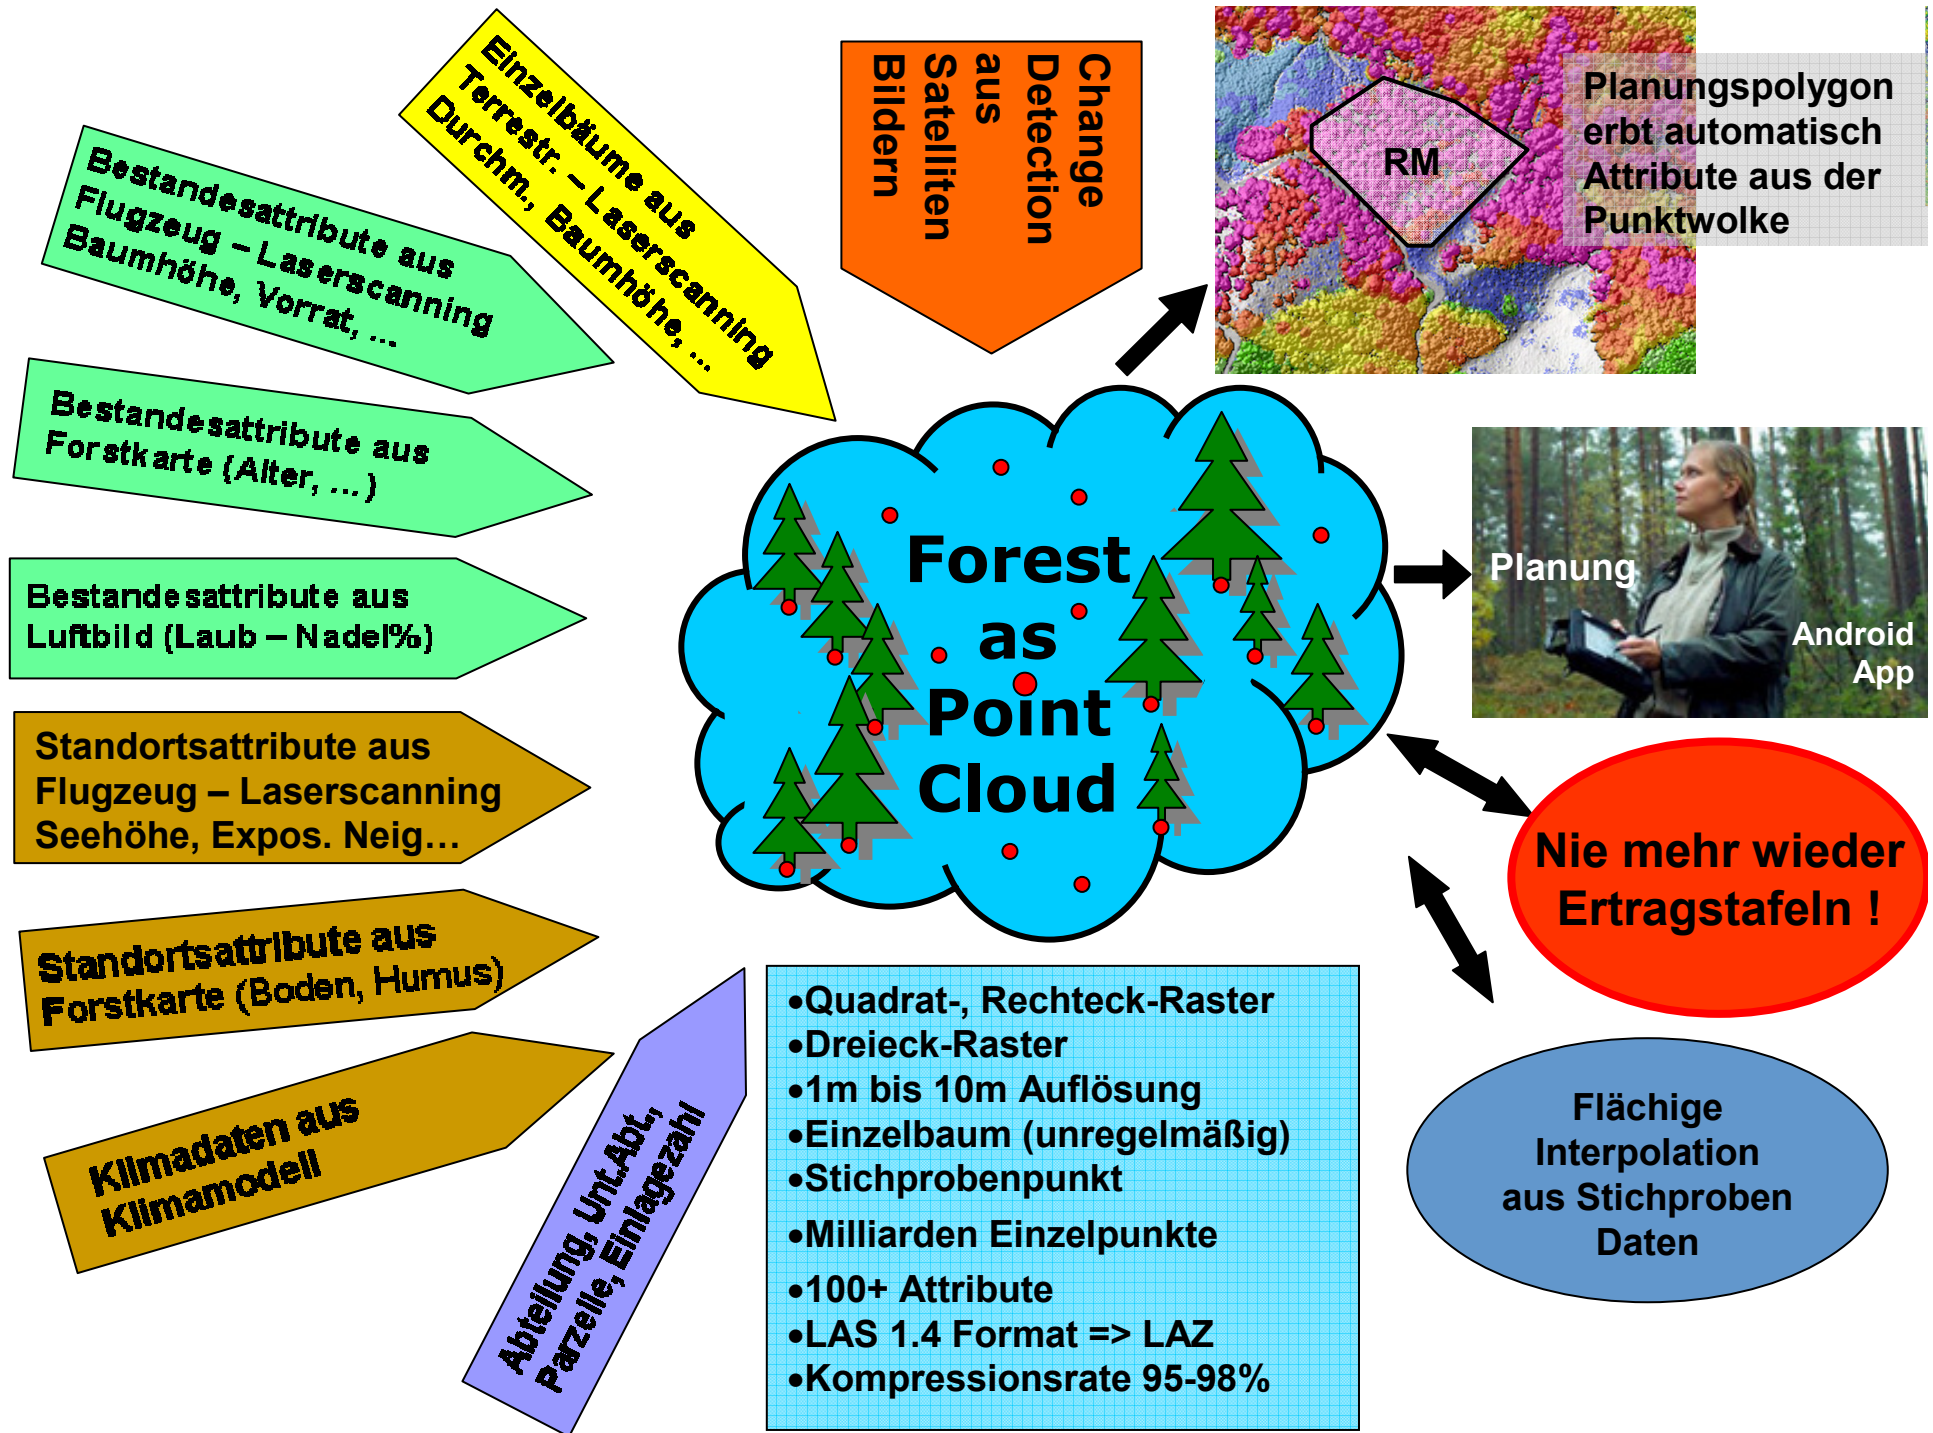 Einzelbäume aus
Terrestr. – Laserscanning
Durchm., Baumhöhe, ...
Change
Detection
aus
Satelliten
Bildern
RM
Planungspolygon
erbt automatisch
Attribute aus der
Punktwolke
Bestandesattribute aus
Flugzeug – Laserscanning
Baumhöhe, Vorrat, ...
Bestandesattribute aus
Forstkarte (Alter, ...)
Bestandesattribute aus
Luftbild (Laub – Nadel%)
Standortsattribute aus
Flugzeug – Laserscanning
Seehöhe, Expos. Neig…
Standortsattribute aus
Forstkarte (Boden, Humus)
Klimadaten aus
Klimamodell
Abteilung, Unt.Abt.,
Parzelle, Einlagezahl
Forest
as
Point
Cloud
Planung
Android
App
Nie mehr wieder
Ertragstafeln !
Flächige
Interpolation
aus Stichproben
Daten
•Quadrat-, Rechteck-Raster
•Dreieck-Raster
•1m bis 10m Auflösung
•Einzelbaum (unregelmäßig)
•Stichprobenpunkt
•Milliarden Einzelpunkte
•100+ Attribute
•LAS 1.4 Format => LAZ
•Kompressionsrate 95-98%